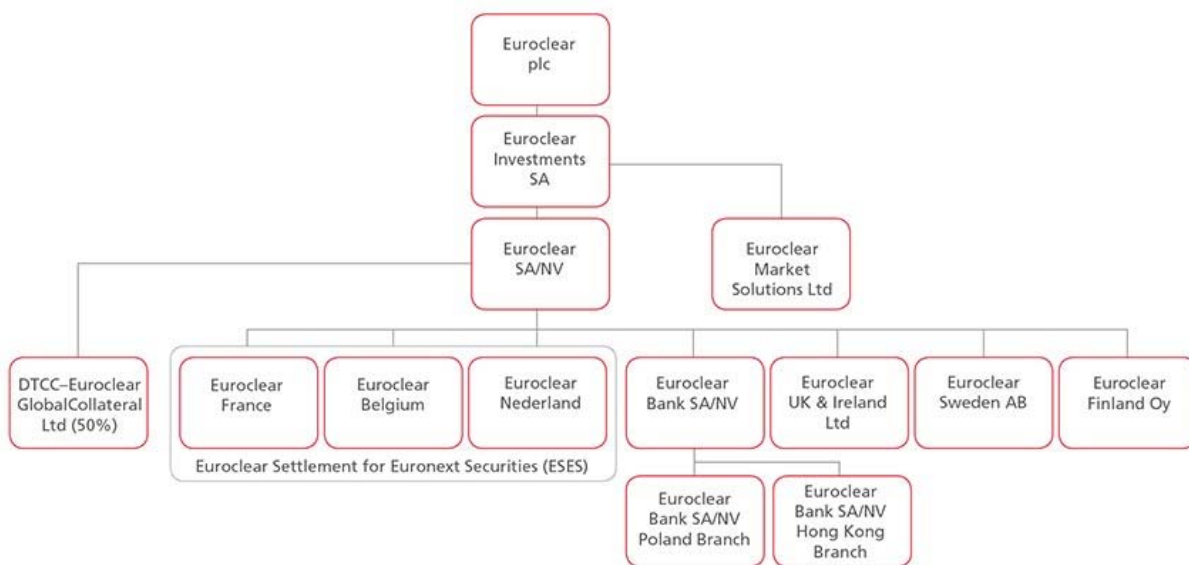 Euroclear
plc
Euroclear
Investments
SA
Euroclear
SA/NV
Euroclear
Market
Solutions Ltd
DTCC–Euroclear
GlobalCollateral
Ltd (50%)
Euroclear
France
Euroclear
Belgium
Euroclear
Nederland
Euroclear
Bank SA/NV
Euroclear
UK & Ireland
Ltd
Euroclear
Sweden AB
Euroclear
Finland Oy
Euroclear Settlement for Euronext Securities (ESES)
Euroclear
Bank SA/NV
Poland Branch
Euroclear
Bank SA/NV
Hong Kong
Branch